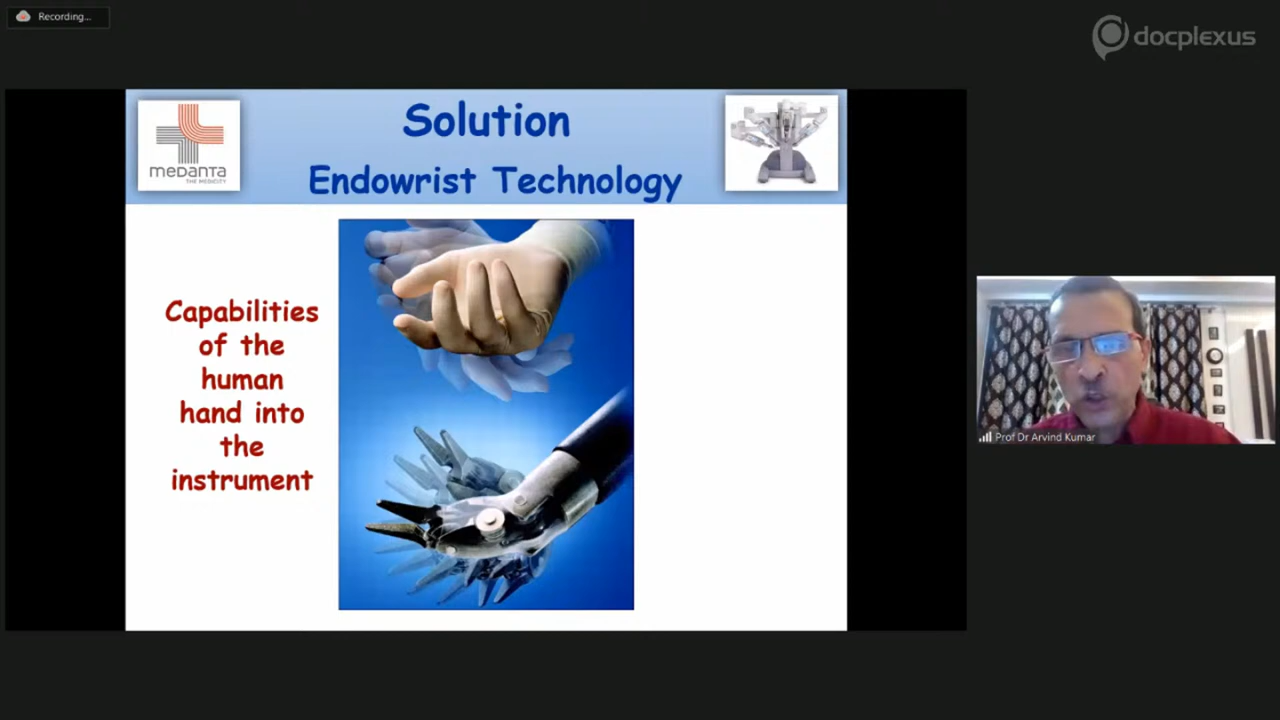 Recording...
docplexus
Solution
Endowrist Technology
meDAnTA
THE MEDICITY
Capabilities
of the
human
hand into
the
instrument
Prof Dr Arvind Kumar